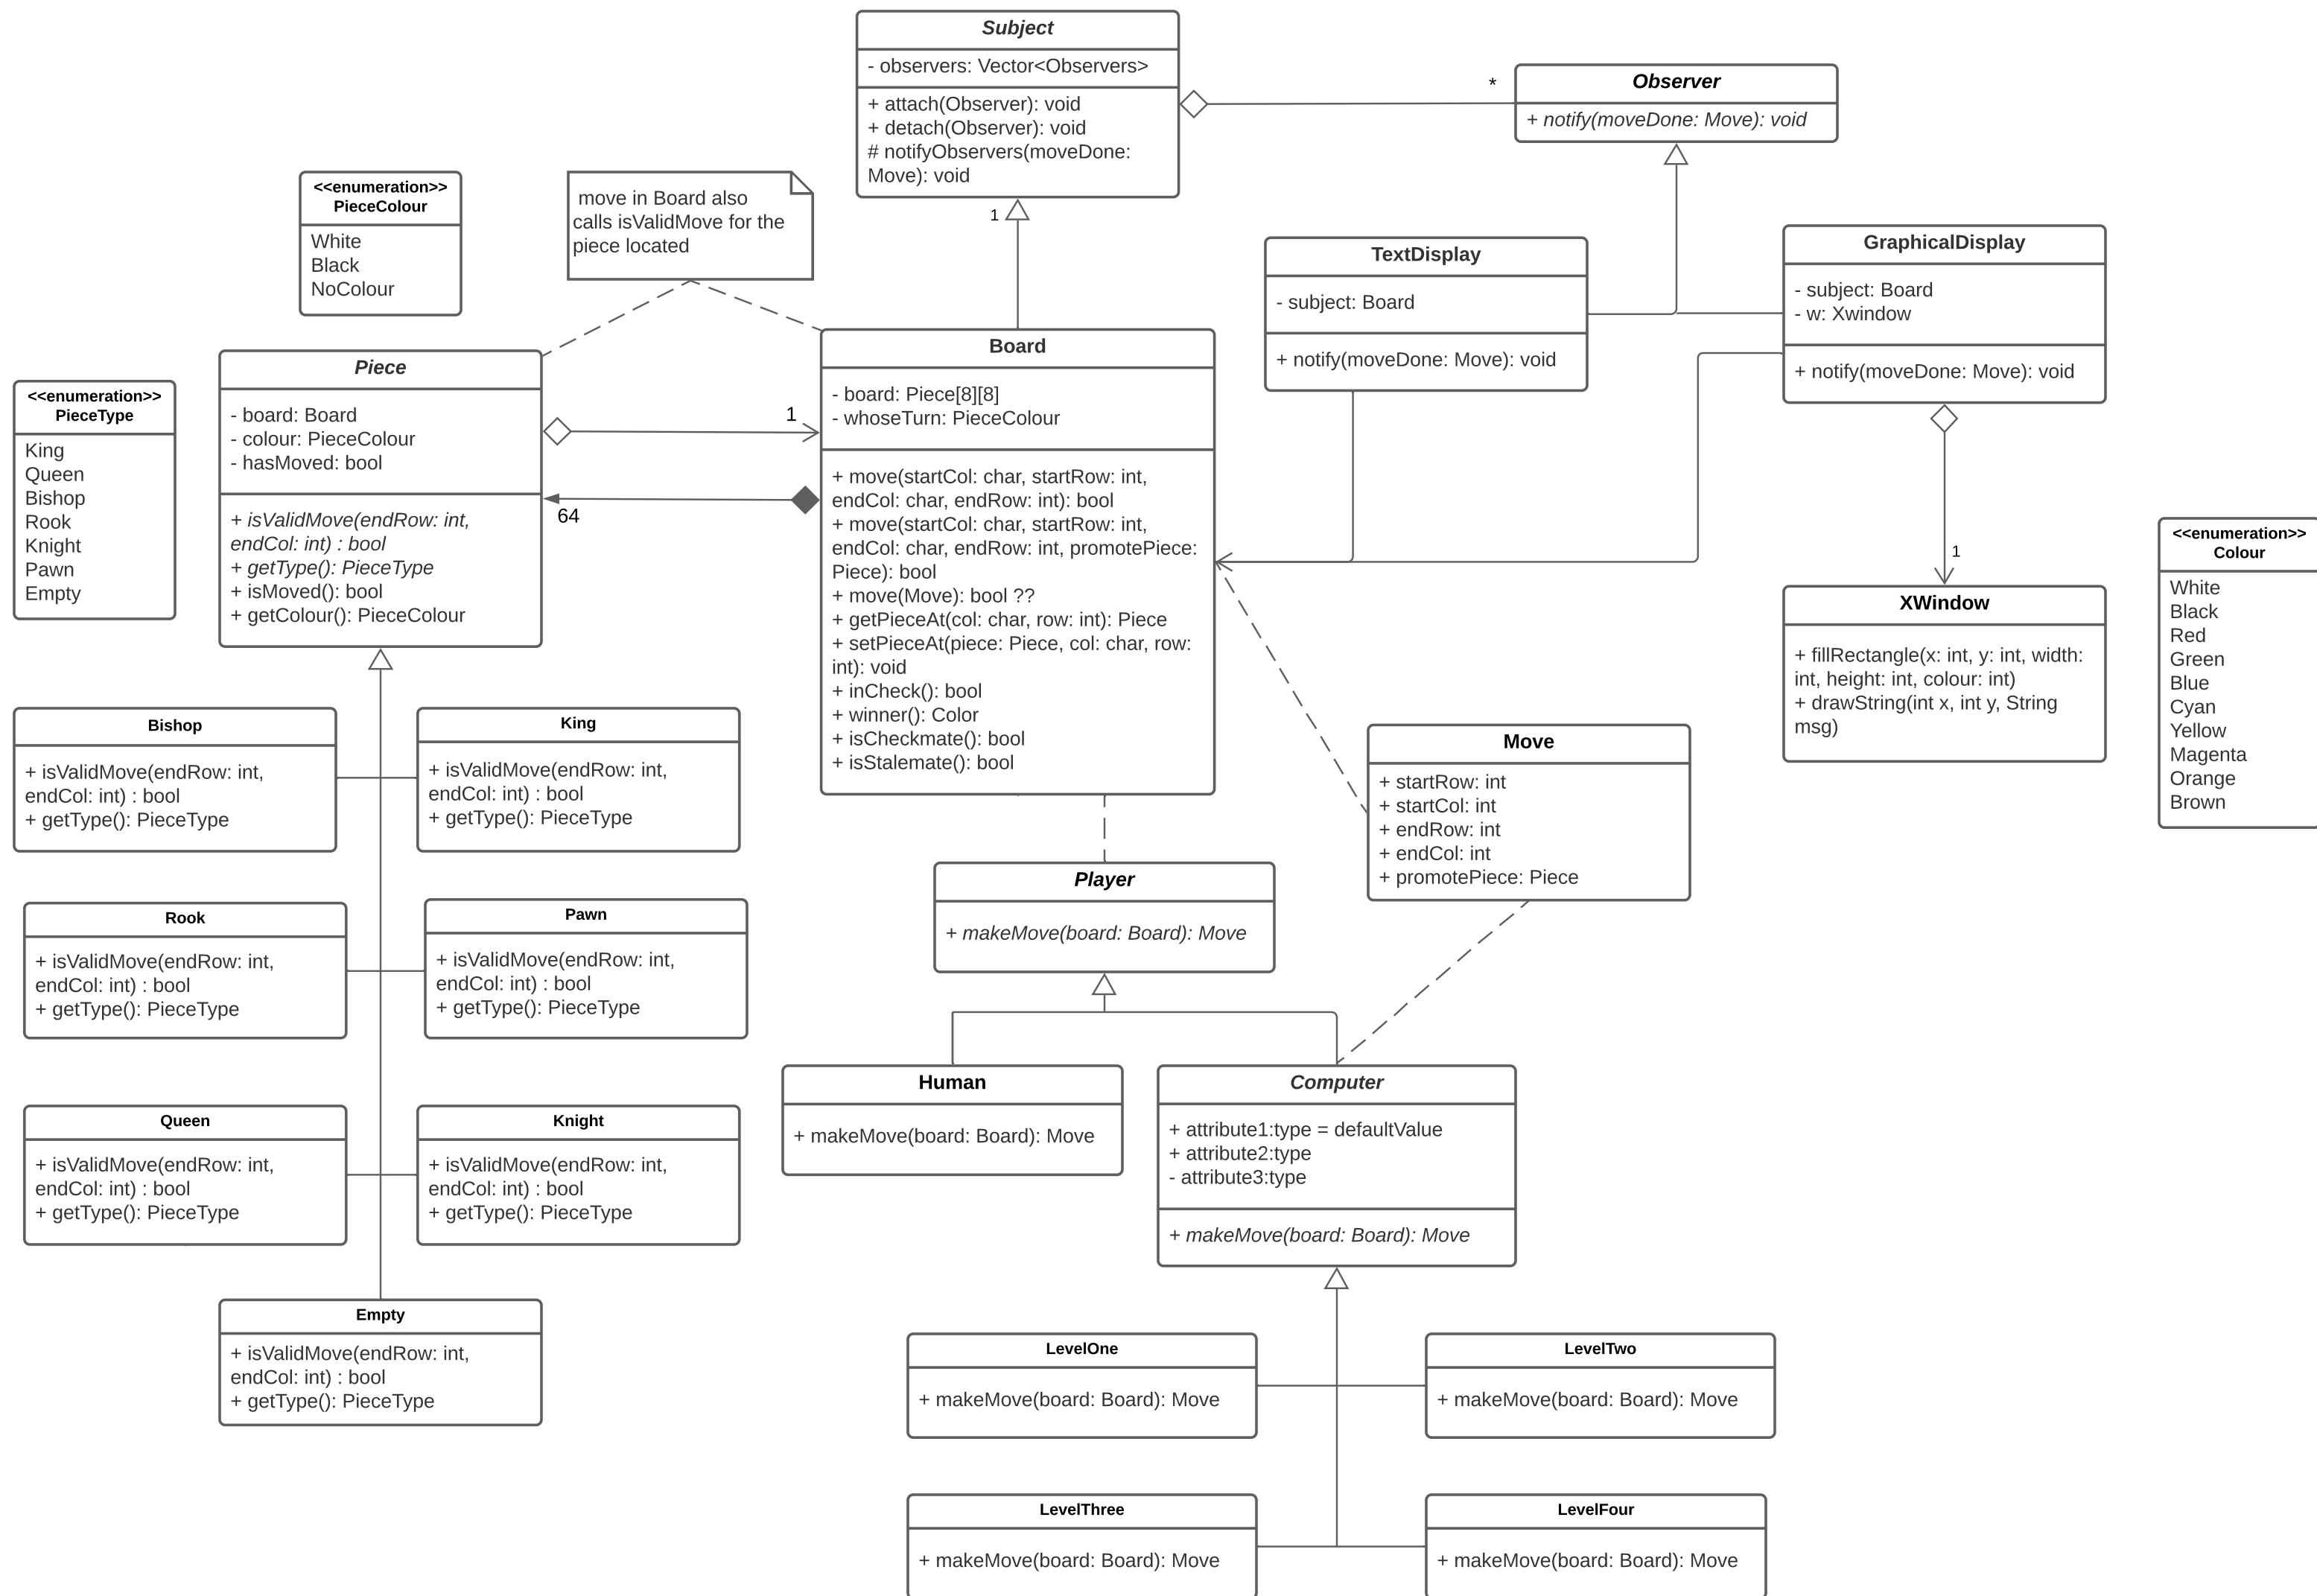 Subject
- observers: Vector<Observers>
+ attach(Observer): void
+ detach(Observer): void
# notifyObservers(moveDone:
Move): void
*
Observer
+ notify(moveDone: Move): void
<<enumeration>>
PieceColour
White
Black
NoColour
move in Board also
calls isValidMove for the
piece located
1
TextDisplay
- subject: Board
+ notify(moveDone: Move): void
GraphicalDisplay
- subject: Board
- w: Xwindow
+ notify(moveDone: Move): void
<<enumeration>>
PieceType
King
Queen
Bishop
Rook
Knight
Pawn
Empty
Piece
- board: Board
- colour: PieceColour
- hasMoved: bool
+ isValidMove(endRow: int,
endCol: int) : bool
+ getType(): PieceType
+ isMoved(): bool
+ getColour(): PieceColour
1
64
Board
- board: Piece[8][8]
- whoseTurn: PieceColour
+ move(startCol: char, startRow: int,
endCol: char, endRow: int): bool
+ move(startCol: char, startRow: int,
endCol: char, endRow: int, promotePiece:
Piece): bool
+ move(Move): bool ??
+ getPieceAt(col: char, row: int): Piece
+ setPieceAt(piece: Piece, col: char, row:
int): void
+ inCheck(): bool
+ winner(): Color
+ isCheckmate(): bool
+ isStalemate(): bool
1
XWindow
+ fillRectangle(x: int, y: int, width:
int, height: int, colour: int)
+ drawString(int x, int y, String
msg)
<<enumeration>>
Colour
White
Black
Red
Green
Blue
Cyan
Yellow
Magenta
Orange
Brown
Bishop
+ isValidMove(endRow: int,
endCol: int) : bool
+ getType(): PieceType
King
+ isValidMove(endRow: int,
endCol: int) : bool
+ getType(): PieceType
Move
+ startRow: int
+ startCol: int
+ endRow: int
+ endCol: int
+ promotePiece: Piece
Player
+ makeMove(board: Board): Move
Rook
+ isValidMove(endRow: int,
endCol: int) : bool
+ getType(): PieceType
Pawn
+ isValidMove(endRow: int,
endCol: int) : bool
+ getType(): PieceType
Human
+ makeMove(board: Board): Move
Computer
+ attribute1:type = defaultValue
+ attribute2:type
- attribute3:type
+ makeMove(board: Board): Move
Queen
+ isValidMove(endRow: int,
endCol: int) : bool
+ getType(): PieceType
Knight
+ isValidMove(endRow: int,
endCol: int) : bool
+ getType(): PieceType
Empty
+ isValidMove(endRow: int,
endCol: int) : bool
+ getType(): PieceType
LevelOne
+ makeMove(board: Board): Move
LevelTwo
+ makeMove(board: Board): Move
LevelThree
+ makeMove(board: Board): Move
LevelFour
+ makeMove(board: Board): Move